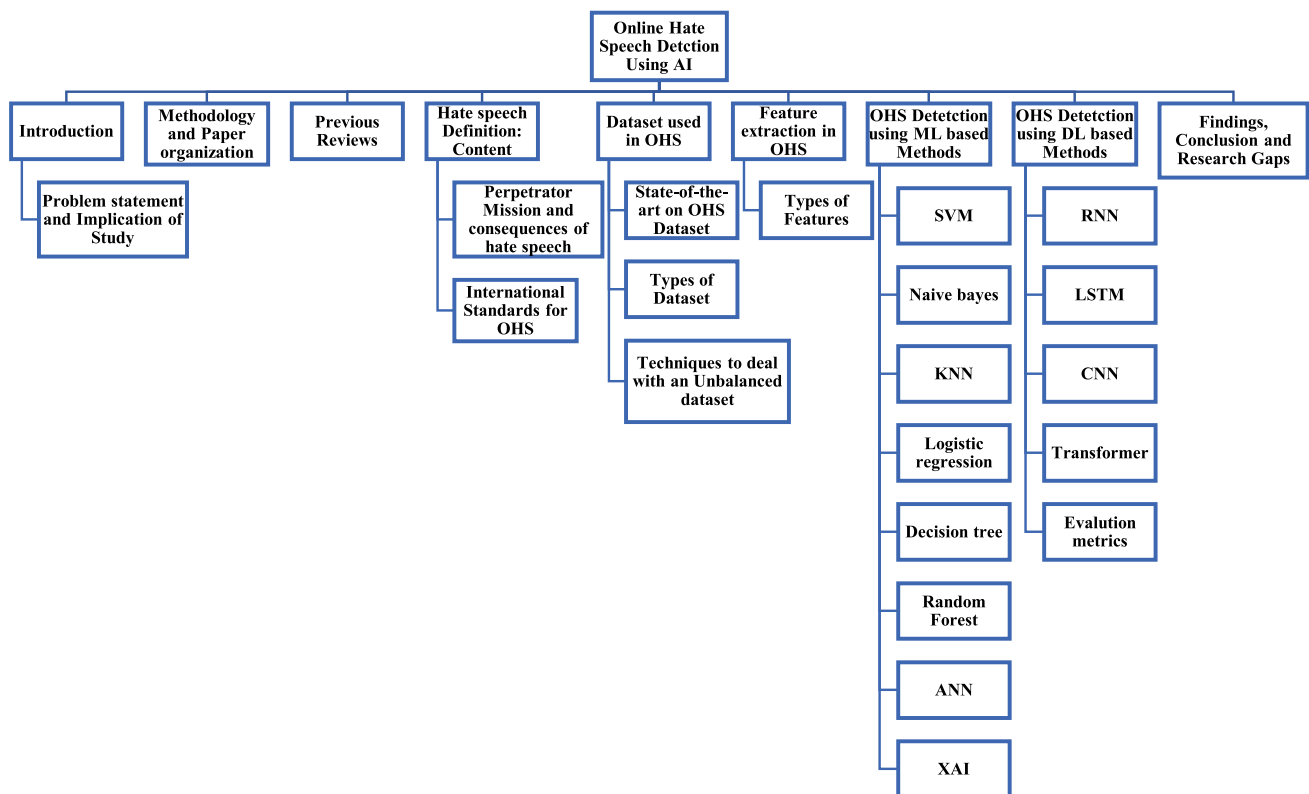 Online Hate
Speech Detction
Using AI
Introduction
Problem statement
and Implication of
Study
Methodology
and Paper
organization
Previous
Reviews
Hate speech
Definition:
Content
Perpetrator
Mission and
consequences of
hate speech
International
Standards for
OHS
Dataset used
in OHS
State-of-the-
art on OHS
Dataset
Types of
Dataset
Techniques to deal
with an Unbalanced
dataset
Feature
extraction in
OHS
Types of
Features
OHS Detetction
using ML based
Methods
SVM
Naive bayes
KNN
Logistic
regression
Decision tree
Random
Forest
ANN
XAI
OHS Detetction
using DL based
Methods
RNN
LSTM
CNN
Transformer
Evalution
metrics
Findings,
Conclusion and
Research Gaps